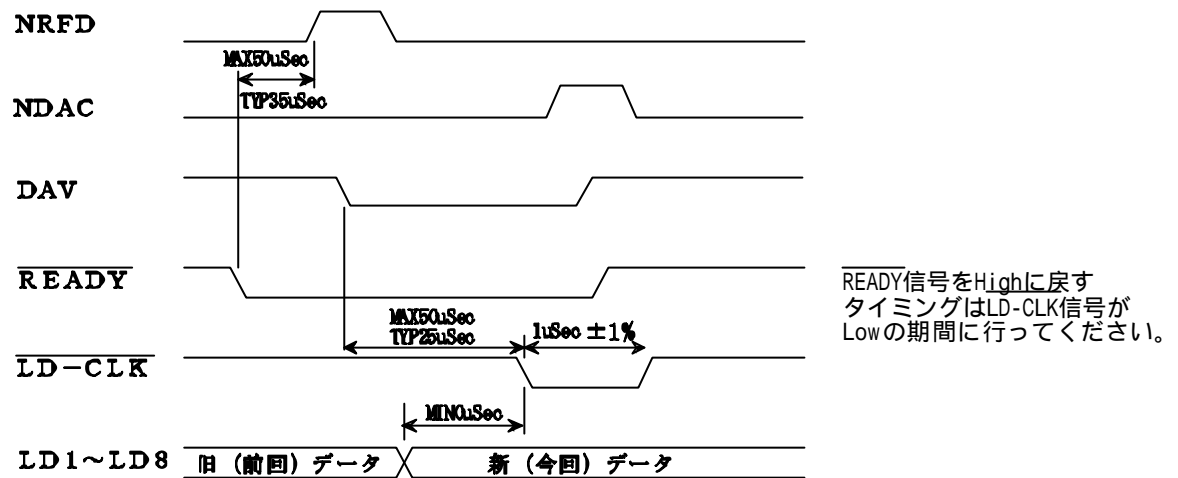 NRFD
MAX50uSec
TYP35uSec
NDAC
DAV
READY
READY信号をHighに戻す
タイミングはLD-CLK信号が
Lowの期間に行ってください。
MAX50uSec
TYP25uSec
1uSec ±1%
LD-CLK
MIN0uSec
LD1~LD8
旧 (前回) データ
新 (今回) データ